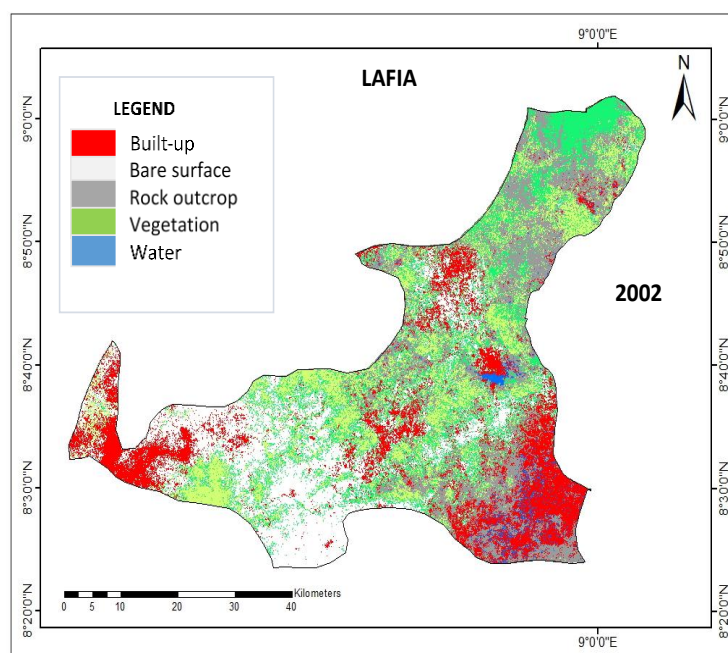 9°0'0"E
LAFIA
N
LEGEND
Built-up
Bare surface
Rock outcrop
Vegetation
Water
2002
9°0'0"N
9°0'0"N
8°50'0"N
8°50'0"N
8°40'0"N
8°40'0"N
8°30'0"N
8°30'0"N
8°20'0"N
8°20'0"N
0 2.5 5 10 20 30 40 Kilometers
9°0'0"E